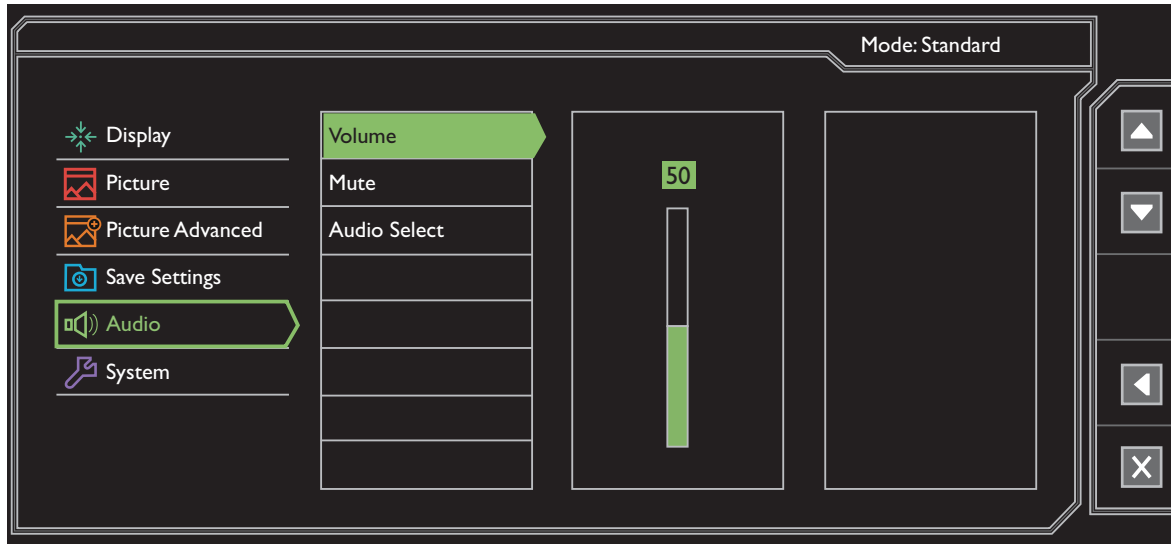 Mode: Standard
Display
Picture
Picture Advanced
Save Settings
Audio
System
Volume
Mute
Audio Select
50